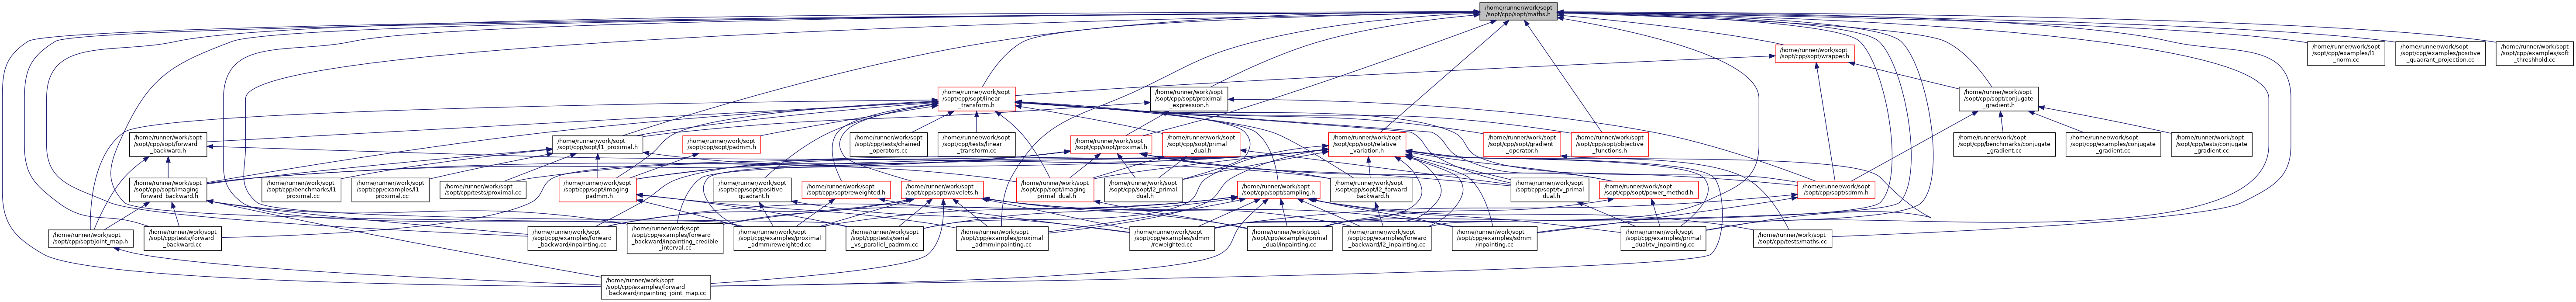 /home/runner/work/sopt
/sopt/cpp/sopt/maths.h
/home/runner/work/sopt
/sopt/cpp/sopt/wrapper.h
/home/runner/work/sopt
/sopt/cpp/examples/l1
_norm.cc
/home/runner/work/sopt
/sopt/cpp/examples/positive
_quadrant_projection.cc
/home/runner/work/sopt
/sopt/cpp/examples/soft
_threshhold.cc
/home/runner/work/sopt
/sopt/cpp/sopt/linear
_transform.h
/home/runner/work/sopt
/sopt/cpp/sopt/proximal
_expression.h
/home/runner/work/sopt
/sopt/cpp/sopt/conjugate
_gradient.h
/home/runner/work/sopt
/sopt/cpp/sopt/forward
_backward.h
/home/runner/work/sopt
/sopt/cpp/sopt/l1_proximal.h
/home/runner/work/sopt
/sopt/cpp/sopt/padmm.h
/home/runner/work/sopt
/sopt/cpp/tests/chained
_operators.cc
/home/runner/work/sopt
/sopt/cpp/tests/linear
_transform.cc
/home/runner/work/sopt
/sopt/cpp/sopt/proximal.h
/home/runner/work/sopt
/sopt/cpp/sopt/primal
_dual.h
/home/runner/work/sopt
/sopt/cpp/sopt/relative
_variation.h
/home/runner/work/sopt
/sopt/cpp/sopt/gradient
_operator.h
/home/runner/work/sopt
/sopt/cpp/sopt/objective
_functions.h
/home/runner/work/sopt
/sopt/cpp/benchmarks/conjugate
_gradient.cc
/home/runner/work/sopt
/sopt/cpp/examples/conjugate
_gradient.cc
/home/runner/work/sopt
/sopt/cpp/tests/conjugate
_gradient.cc
/home/runner/work/sopt
/sopt/cpp/sopt/imaging
_forward_backward.h
/home/runner/work/sopt
/sopt/cpp/benchmarks/l1
_proximal.cc
/home/runner/work/sopt
/sopt/cpp/examples/l1
_proximal.cc
/home/runner/work/sopt
/sopt/cpp/tests/proximal.cc
/home/runner/work/sopt
/sopt/cpp/sopt/imaging
_padmm.h
/home/runner/work/sopt
/sopt/cpp/sopt/positive
_quadrant.h
/home/runner/work/sopt
/sopt/cpp/sopt/reweighted.h
/home/runner/work/sopt
/sopt/cpp/sopt/wavelets.h
/home/runner/work/sopt
/sopt/cpp/sopt/imaging
_primal_dual.h
/home/runner/work/sopt
/sopt/cpp/sopt/l2_primal
_dual.h
/home/runner/work/sopt
/sopt/cpp/sopt/sampling.h
/home/runner/work/sopt
/sopt/cpp/sopt/l2_forward
_backward.h
/home/runner/work/sopt
/sopt/cpp/sopt/tv_primal
_dual.h
/home/runner/work/sopt
/sopt/cpp/sopt/power_method.h
/home/runner/work/sopt
/sopt/cpp/sopt/sdmm.h
/home/runner/work/sopt
/sopt/cpp/sopt/joint_map.h
/home/runner/work/sopt
/sopt/cpp/tests/forward
_backward.cc
/home/runner/work/sopt
/sopt/cpp/examples/forward
_backward/inpainting.cc
/home/runner/work/sopt
/sopt/cpp/examples/forward
_backward/inpainting_credible
_interval.cc
/home/runner/work/sopt
/sopt/cpp/examples/proximal
_admm/reweighted.cc
/home/runner/work/sopt
/sopt/cpp/tests/serial
_vs_parallel_padmm.cc
/home/runner/work/sopt
/sopt/cpp/examples/proximal
_admm/inpainting.cc
/home/runner/work/sopt
/sopt/cpp/examples/sdmm
/reweighted.cc
/home/runner/work/sopt
/sopt/cpp/examples/primal
_dual/inpainting.cc
/home/runner/work/sopt
/sopt/cpp/examples/forward
_backward/l2_inpainting.cc
/home/runner/work/sopt
/sopt/cpp/examples/sdmm
/inpainting.cc
/home/runner/work/sopt
/sopt/cpp/examples/primal
_dual/tv_inpainting.cc
/home/runner/work/sopt
/sopt/cpp/tests/maths.cc
/home/runner/work/sopt
/sopt/cpp/examples/forward
_backward/inpainting_joint_map.cc